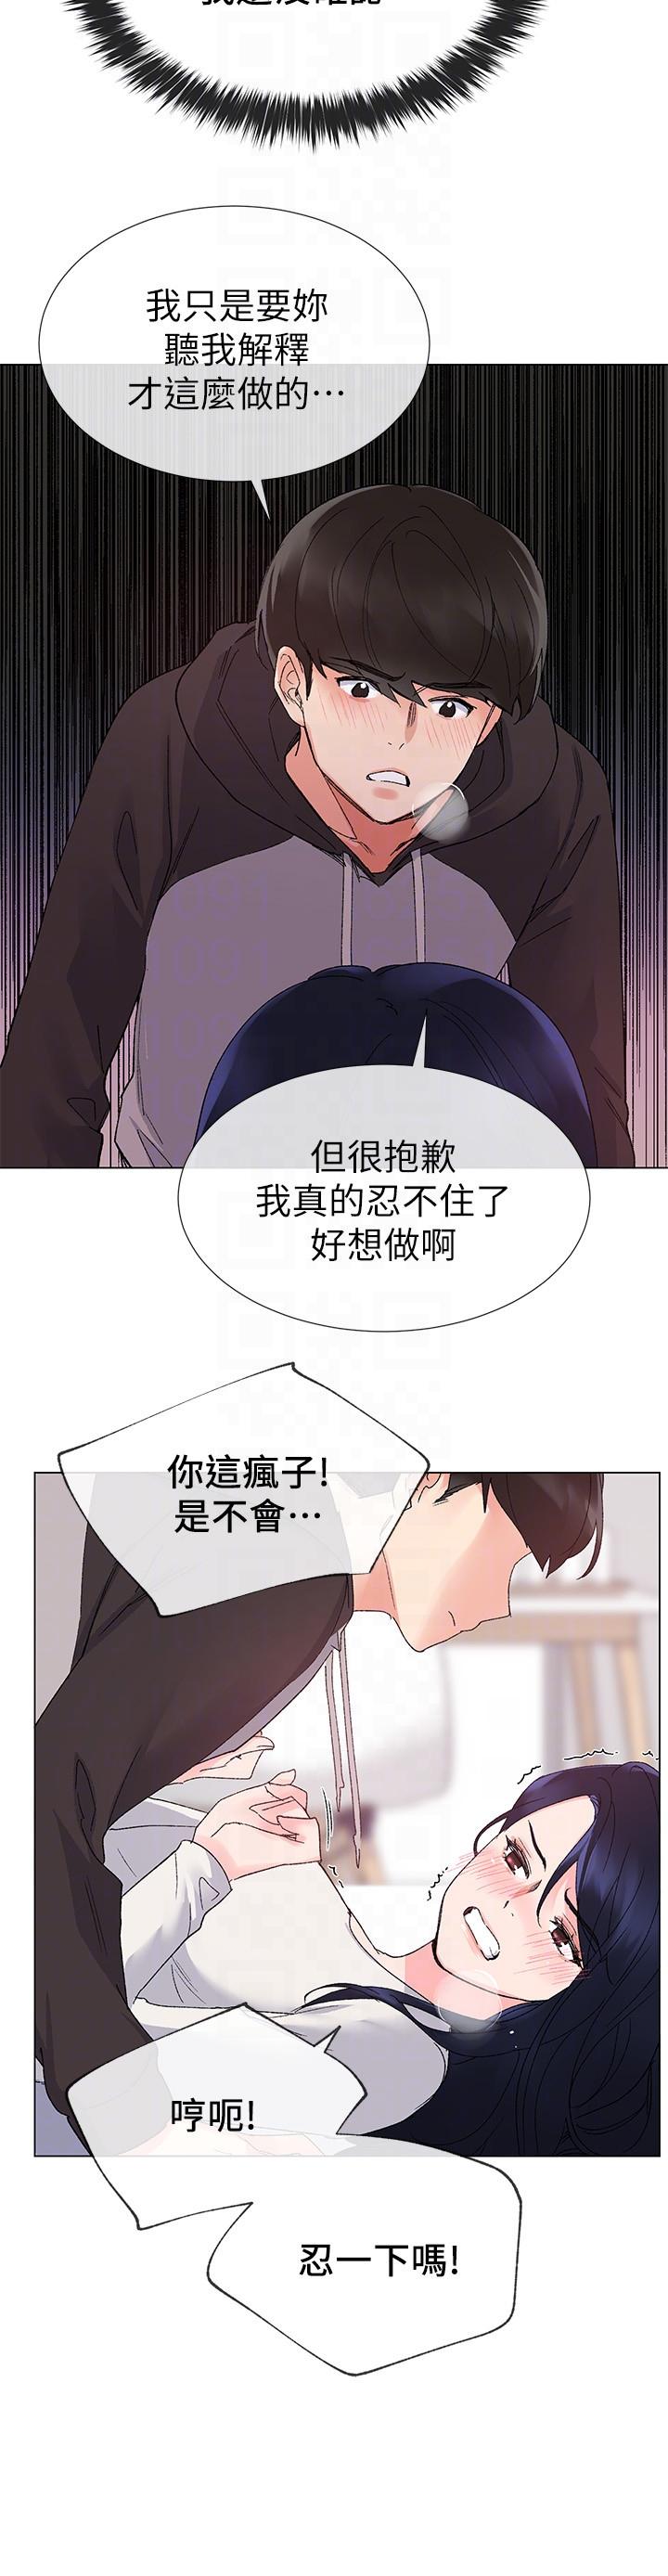 我只是要妳
聽我解釋
才這麼做的⋯
但很抱歉
我真的忍不住了
好想做啊
你這瘋子!
是不會⋯
哼呃!
忍一下嗎!